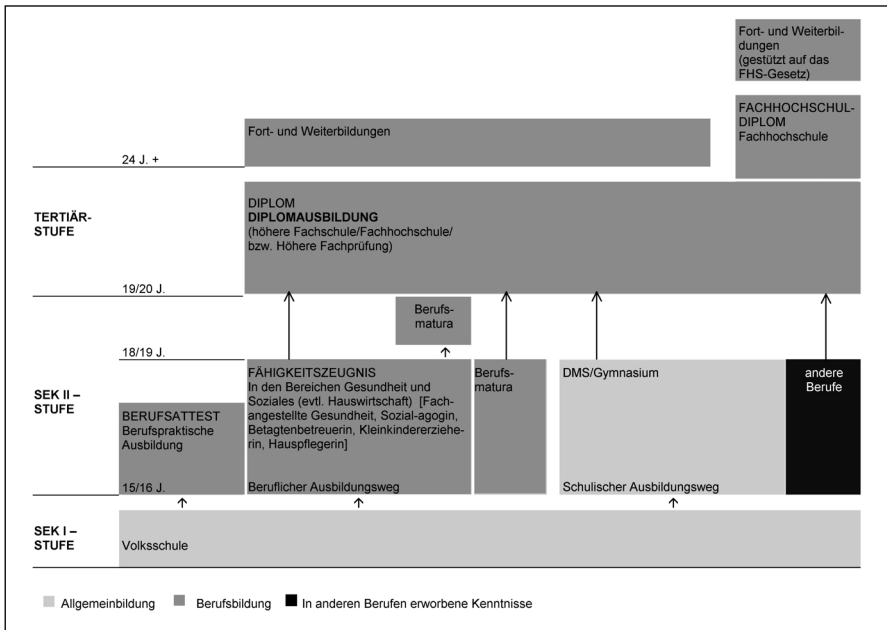 Fort- und Weiterbil-
dungen
(gestützt auf das
FHS-Gesetz)
FACHHOCHSCHUL-
DIPLOM
Fachhochschule
Fort- und Weiterbildungen
24 J. +
TERTIÄR-
STUFE
DIPLOM
DIPLOMAUSBILDUNG
(höhere Fachschule/Fachhochschule/
bzw. Höhere Fachprüfung)
19/20 J.
Berufs-
matura
18/19 J.
SEK II –
STUFE
BERUFSATTEST
Berufspraktische
Ausbildung
15/16 J.
FÄHIGKEITSZEUGNIS
In den Bereichen Gesundheit und
Soziales (evtl. Hauswirtschaft) [Fach-
angestellte Gesundheit, Sozial-agogin,
Betagtenbetreuerin, Kleinkindererziehe-
rin, Hauspflegerin]
Beruflicher Ausbildungsweg
Berufs-
matura
DMS/Gymnasium
Schulischer Ausbildungsweg
andere
Berufe
SEK I –
STUFE
Volksschule
Allgemeinbildung
Berufsbildung
In anderen Berufen erworbene Kenntnisse